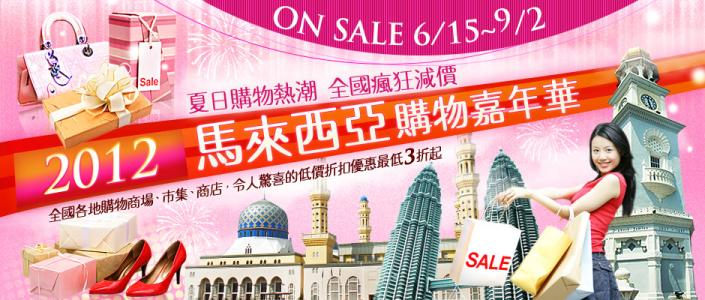 ON SALE 6/15~9/2
Sale
夏日購物熱潮 全國瘋狂減價
2012 馬來西亞購物嘉年華
全國各地購物商場、市集、商店，令人驚喜的低價折扣優惠最低3折起
SALE